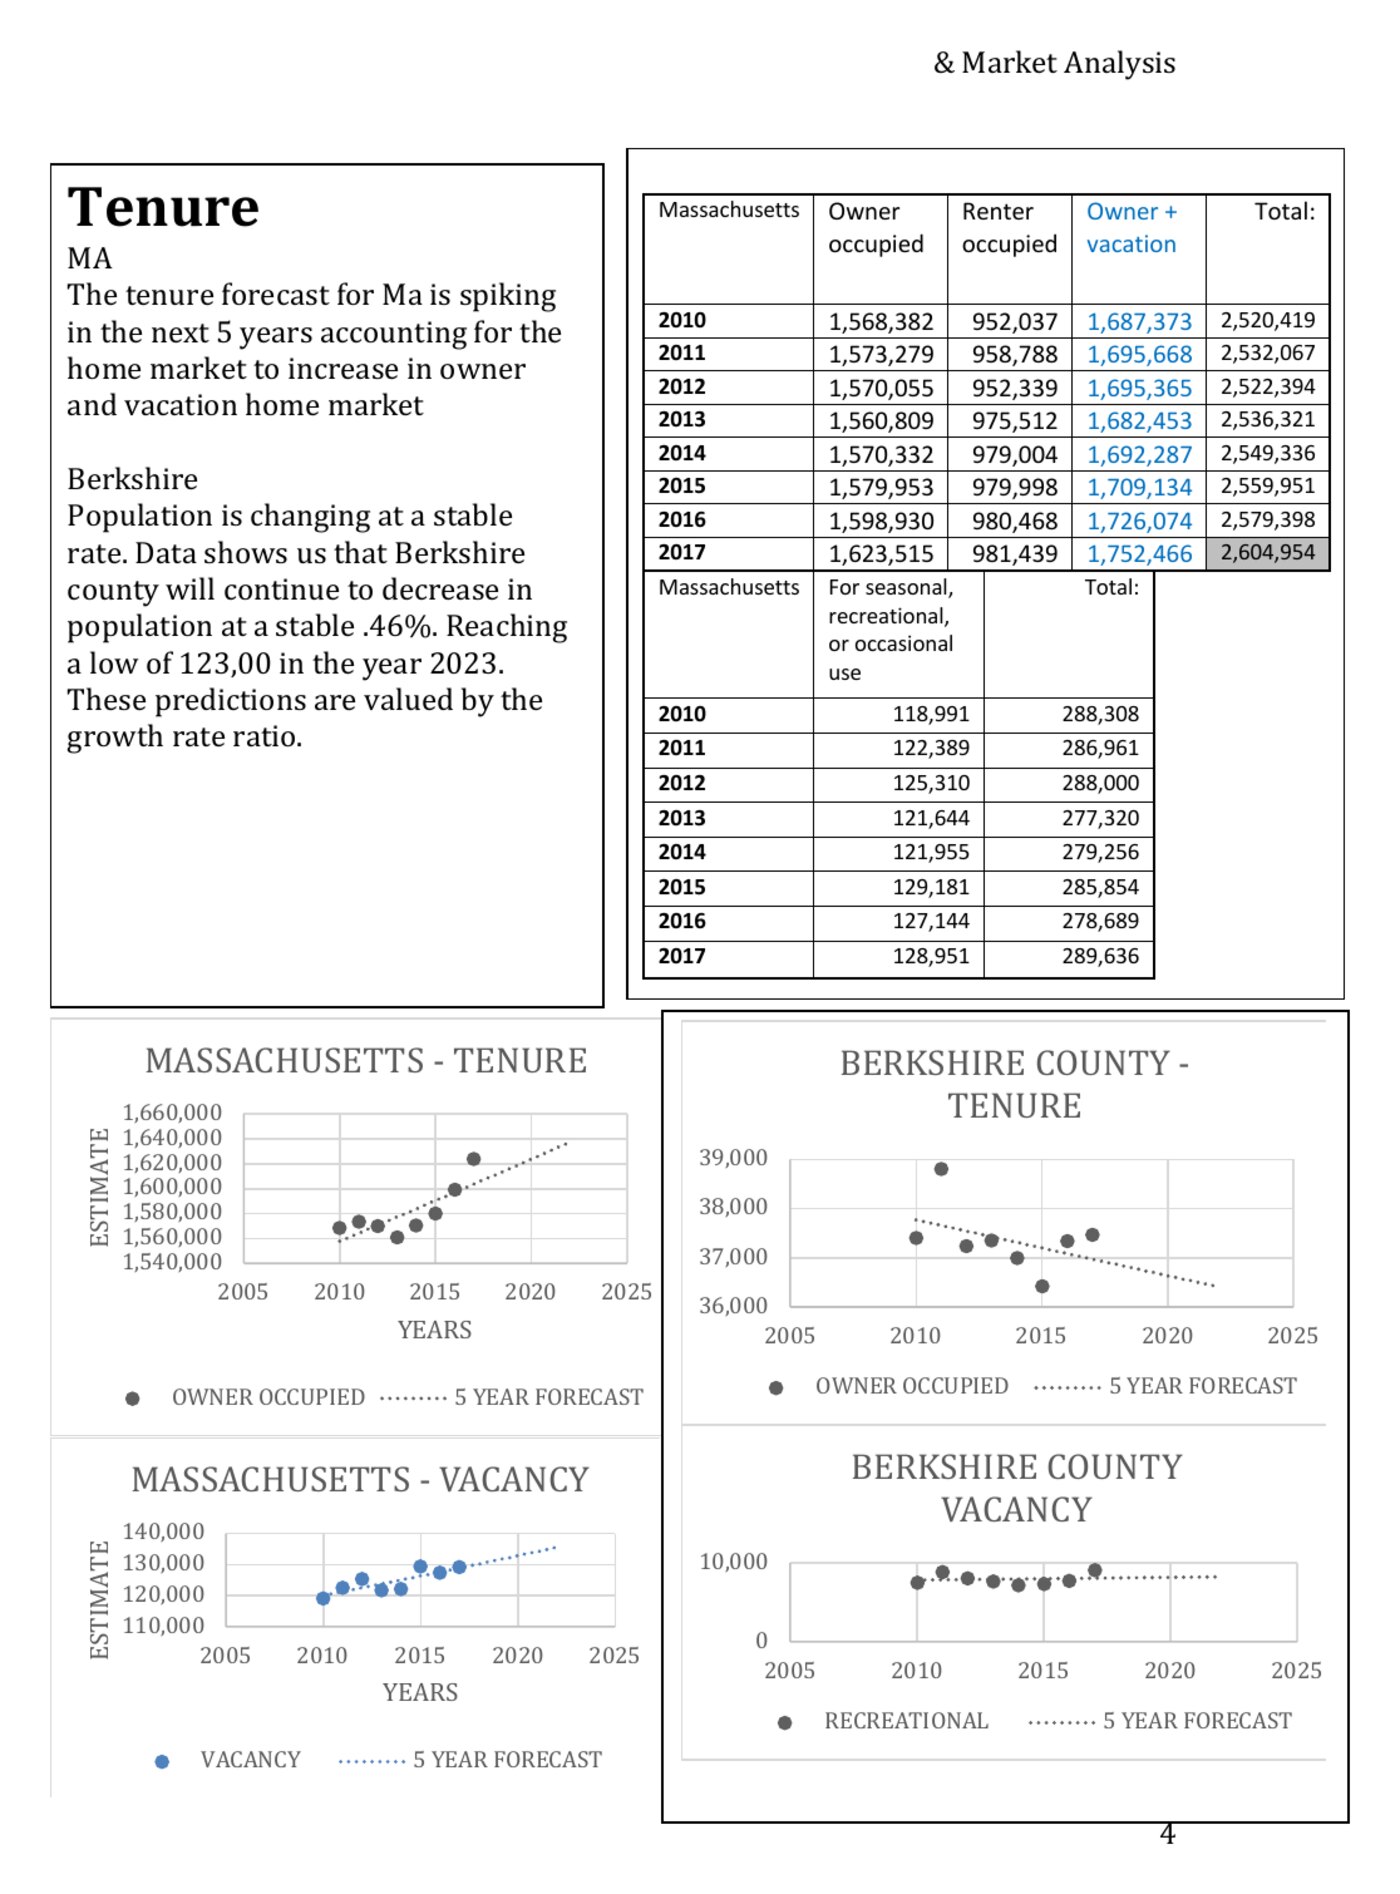 & Market Analysis
Tenure
MA
The tenure forecast for Ma is spiking
in the next 5 years accounting for the
home market to increase in owner
and vacation home market
Berkshire
Population is changing at a stable
rate. Data shows us that Berkshire
county will continue to decrease in
population at a stable .46%. Reaching
a low of 123,00 in the year 2023.
These predictions are valued by the
growth rate ratio.
Massachusetts Owner Renter Owner + Total:
occupied occupied vacation
2010 1,568,382 952,037 1,687,373 2,520,419
2011 1,573,279 958,788 1,695,668 2,532,067
2012 1,570,055 952,339 1,695,365 2,522,394
2013 1,560,809 975,512 1,682,453 2,536,321
2014 1,570,332 979,004 1,692,287 2,549,336
2015 1,579,953 979,998 1,709,134 2,559,951
2016 1,598,930 980,468 1,726,074 2,579,398
2017 1,623,515 981,439 1,752,466 2,604,954
Massachusetts For seasonal, Total:
recreational,
or occasional
use
2010 118,991 288,308
2011 122,389 286,961
2012 125,310 288,000
2013 121,644 277,320
2014 121,955 279,256
2015 129,181 285,854
2016 127,144 278,689
2017 128,951 289,636
MASSACHUSETTS - TENURE
ESTIMATE
1,660,000
1,640,000
1,620,000
1,600,000
1,580,000
1,560,000
1,540,000
2005 2010 2015 2020 2025
YEARS
OWNER OCCUPIED 5 YEAR FORECAST
BERKSHIRE COUNTY -
TENURE
39,000
38,000
37,000
36,000
2005 2010 2015 2020 2025
OWNER OCCUPIED 5 YEAR FORECAST
MASSACHUSETTS - VACANCY
ESTIMATE
140,000
130,000
120,000
110,000
2005 2010 2015 2020 2025
YEARS
VACANCY 5 YEAR FORECAST
BERKSHIRE COUNTY
VACANCY
10,000
0
2005 2010 2015 2020 2025
RECREATIONAL 5 YEAR FORECAST
4